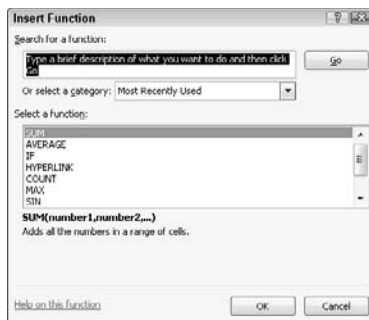 Insert Function
Search for a function:
Type a brief description of what you want to do and then click
Go
Go
Or select a category: Most Recently Used
Select a function:
SUM
AVERAGE
IF
HYPERLINK
COUNT
MAX
SIN
SUM(number1,number2,...)
Adds all the numbers in a range of cells.
Help on this function
OK
Cancel